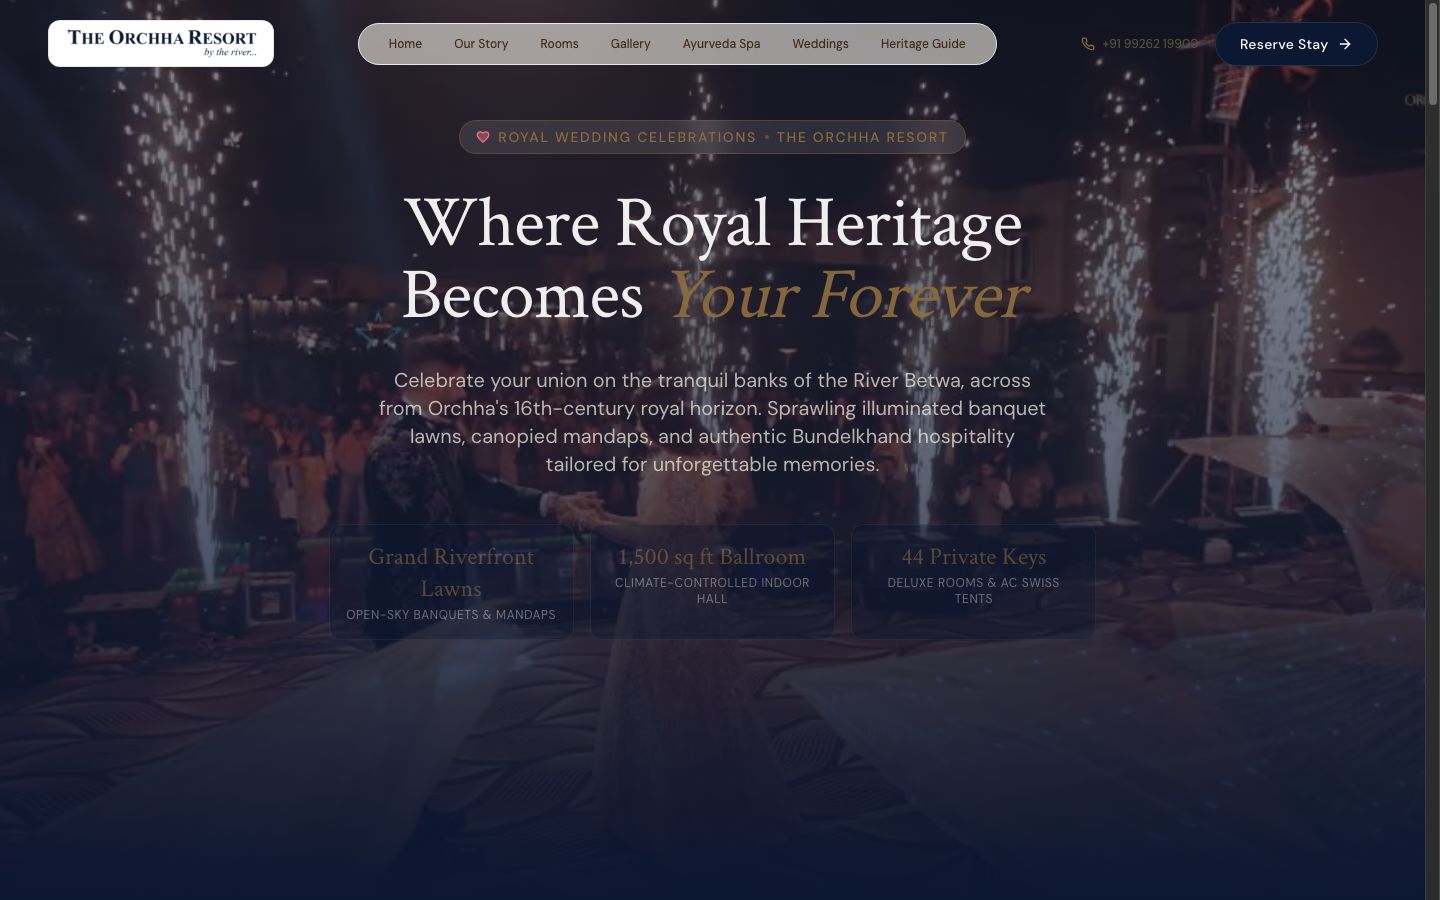 THE ORCHHA RESORT
by the river...
Home Our Story Rooms Gallery Ayurveda Spa Weddings Heritage Guide
+91 99262 19900
Reserve Stay
ROYAL WEDDING CELEBRATIONS • THE ORCHHA RESORT
Where Royal Heritage
Becomes Your Forever
Celebrate your union on the tranquil banks of the River Betwa, across
from Orchha's 16th-century royal horizon. Sprawling illuminated banquet
lawns, canopied mandaps, and authentic Bundelkhand hospitality
tailored for unforgettable memories.
Grand Riverfront
Lawns
OPEN-SKY BANQUETS & MANDAPS
1,500 sq ft Ballroom
CLIMATE-CONTROLLED INDOOR
HALL
44 Private Keys
DELUXE ROOMS & AC SWISS
TENTS